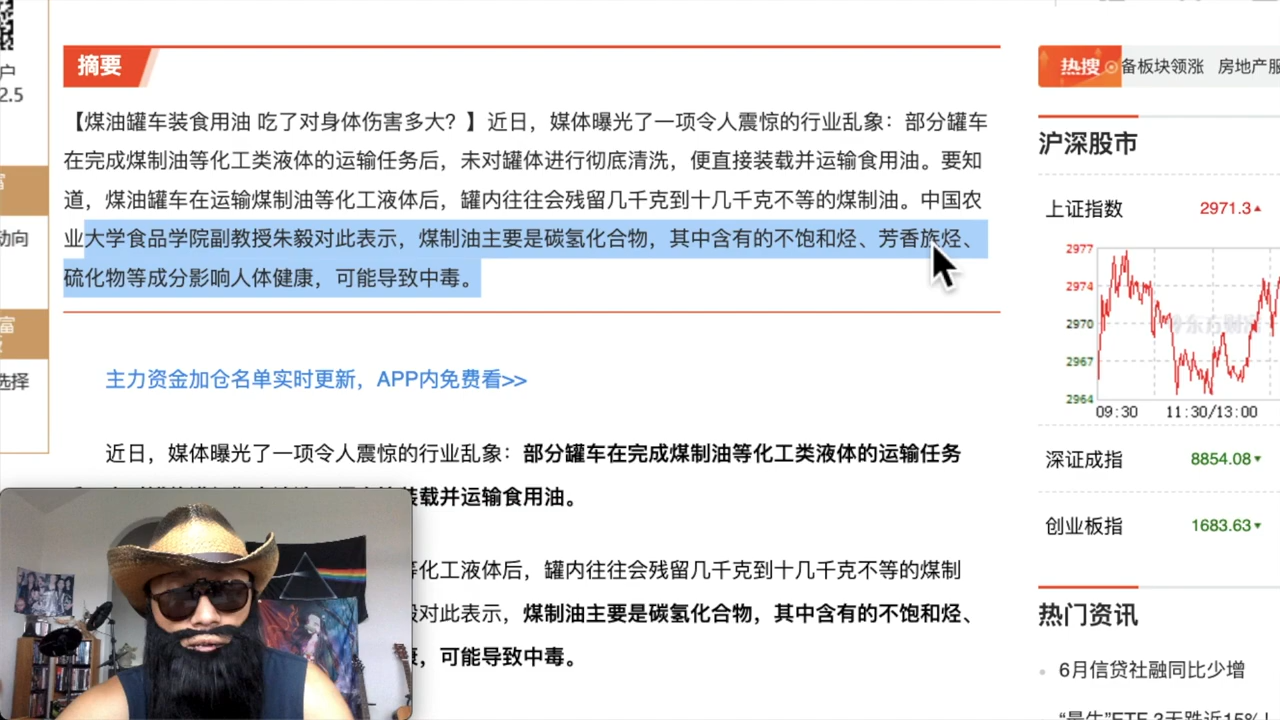 户
2.5
富
动向
富
选择
摘要
【煤油罐车装食用油 吃了对身体伤害多大？】近日，媒体曝光了一项令人震惊的行业乱象：部分罐车
在完成煤制油等化工类液体的运输任务后，未对罐体进行彻底清洗，便直接装载并运输食用油。要知
道，煤油罐车在运输煤制油等化工液体后，罐内往往会残留几千克到十几千克不等的煤制油。中国农
业大学食品学院副教授朱毅对此表示，煤制油主要是碳氢化合物，其中含有的不饱和烃、芳香族烃、
硫化物等成分影响人体健康，可能导致中毒。
主力资金加仓名单实时更新，APP内免费看>>
近日，媒体曝光了一项令人震惊的行业乱象：部分罐车在完成煤制油等化工类液体的运输任务
装载并运输食用油。
等化工液体后，罐内往往会残留几千克到十几千克不等的煤制
对此表示，煤制油主要是碳氢化合物，其中含有的不饱和烃、
，可能导致中毒。
热搜
备板块领涨 房地产服
沪深股市
上证指数 2971.3▲
2977
2974
2970
2967
2964
东方财富
09:30 11:30/13:00
深证成指 8854.08▼
创业板指 1683.63▼
热门资讯
6月信贷社融同比少增